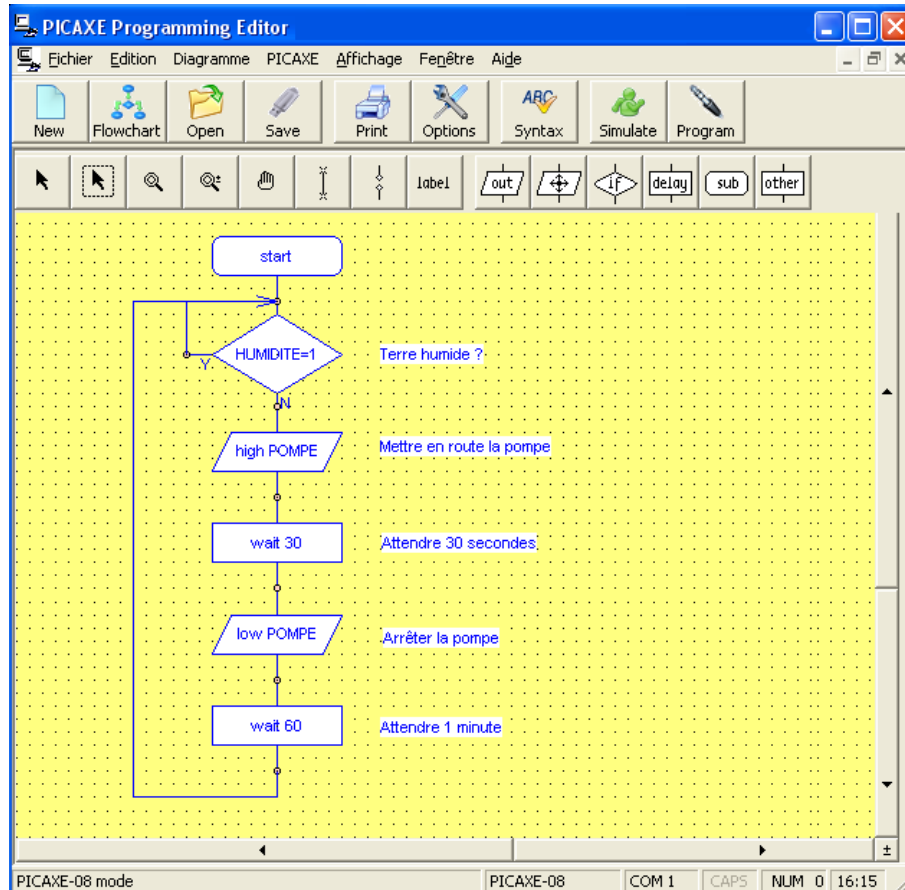 PICAXE Programming Editor
Fichier Edition Diagramme PICAXE Affichage Fenêtre Aide
New Flowchart Open Save Print Options Syntax Simulate Program
ABC
label out if delay sub other
start
HUMIDITE=1 Terre humide ?
Y
N
high POMPE Mettre en route la pompe
wait 30 Attendre 30 secondes
low POMPE Arrêter la pompe
wait 60 Attendre 1 minute
PICAXE-08 mode PICAXE-08 COM 1 CAPS NUM 0 16:15